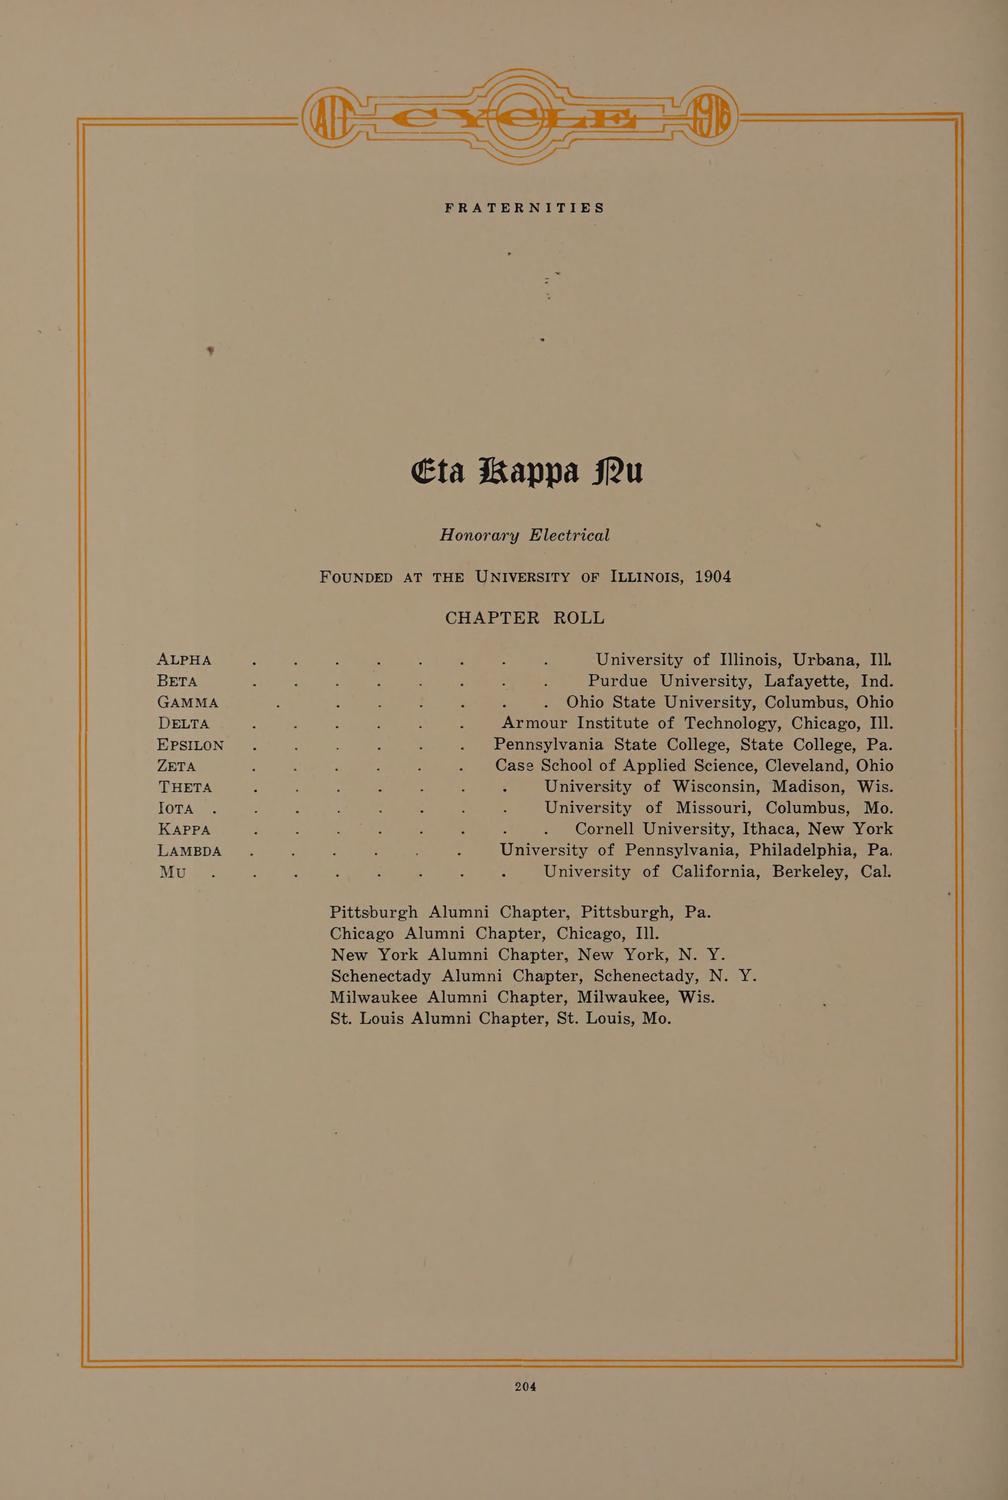 AIT CYCLE 1916
FRATERNITIES
Eta Kappa Nu
Honorary Electrical
FOUNDED AT THE UNIVERSITY OF ILLINOIS, 1904
CHAPTER ROLL
ALPHA . . . . . . . . University of Illinois, Urbana, Ill.
BETA . . . . . . . . Purdue University, Lafayette, Ind.
GAMMA . . . . . . . Ohio State University, Columbus, Ohio
DELTA . . . . . . Armour Institute of Technology, Chicago, Ill.
EPSILON . . . . . . Pennsylvania State College, State College, Pa.
ZETA . . . . . . Case School of Applied Science, Cleveland, Ohio
THETA . . . . . . . University of Wisconsin, Madison, Wis.
IOTA . . . . . . . . University of Missouri, Columbus, Mo.
KAPPA . . . . . . . . Cornell University, Ithaca, New York
LAMBDA . . . . . . University of Pennsylvania, Philadelphia, Pa.
MU . . . . . . . . University of California, Berkeley, Cal.
Pittsburgh Alumni Chapter, Pittsburgh, Pa.
Chicago Alumni Chapter, Chicago, Ill.
New York Alumni Chapter, New York, N. Y.
Schenectady Alumni Chapter, Schenectady, N. Y.
Milwaukee Alumni Chapter, Milwaukee, Wis.
St. Louis Alumni Chapter, St. Louis, Mo.
204